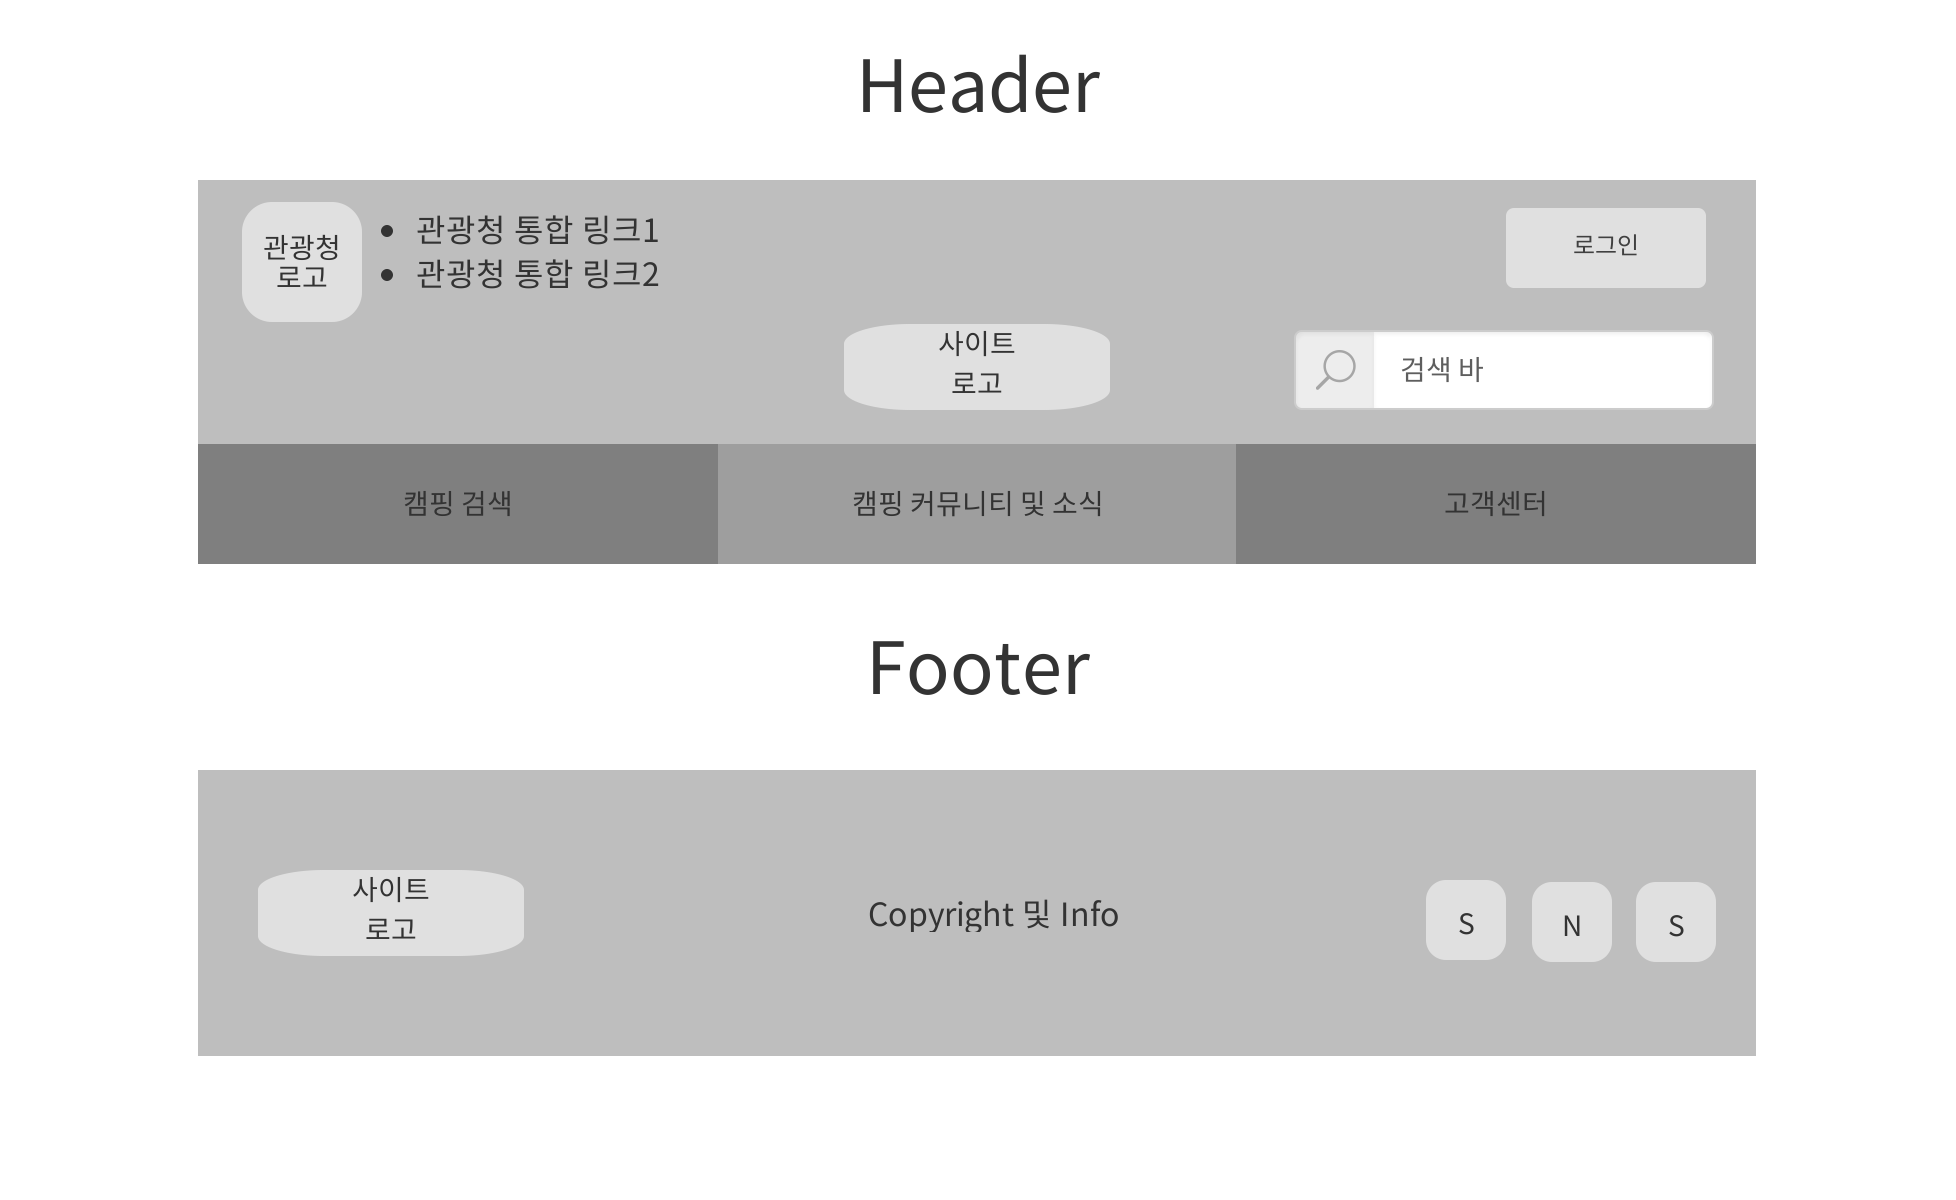 Header
관광청
로고
관광청 통합 링크1
관광청 통합 링크2
로그인
사이트
로고
검색 바
캠핑 검색
캠핑 커뮤니티 및 소식
고객센터
Footer
사이트
로고
Copyright 및 Info
S
N
S